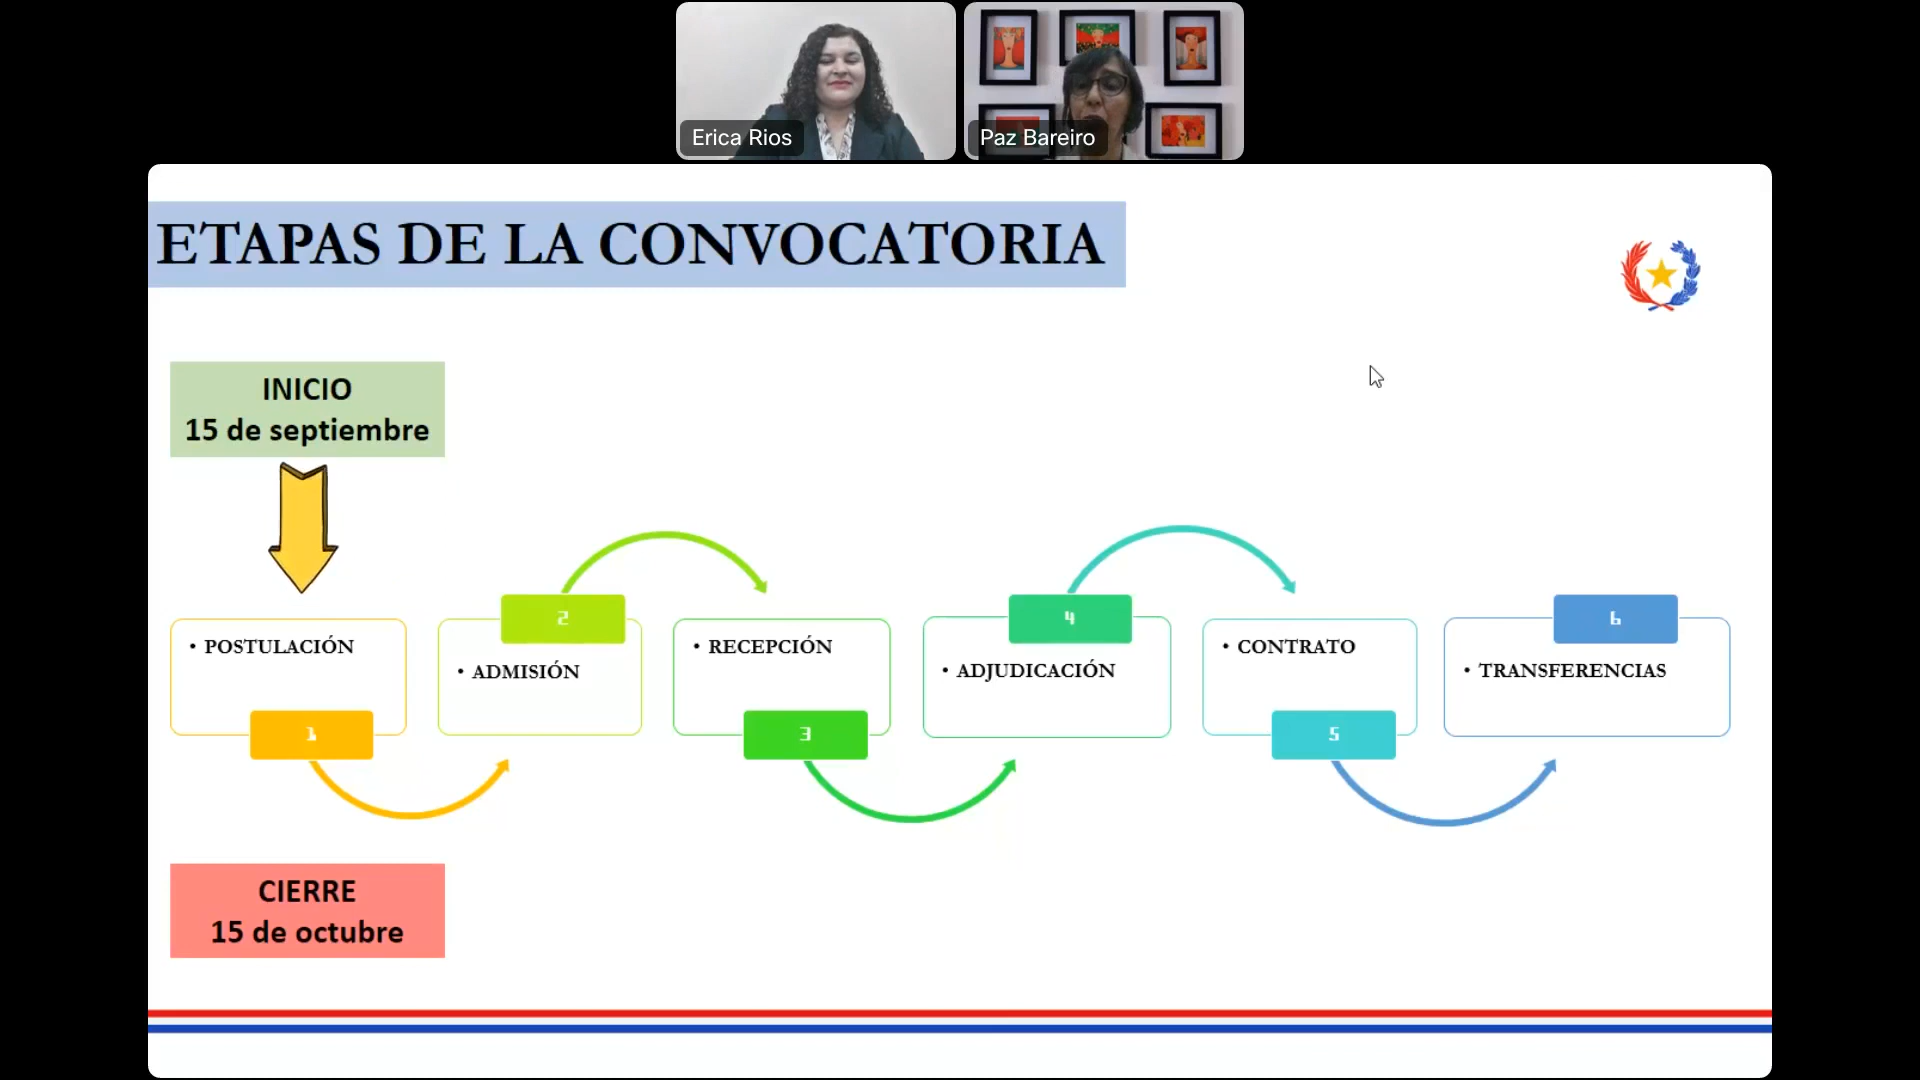 Erica Rios
Paz Bareiro
ETAPAS DE LA CONVOCATORIA
INICIO
15 de septiembre
• POSTULACIÓN
1
2
• ADMISIÓN
• RECEPCIÓN
3
4
• ADJUDICACIÓN
• CONTRATO
5
6
• TRANSFERENCIAS
CIERRE
15 de octubre